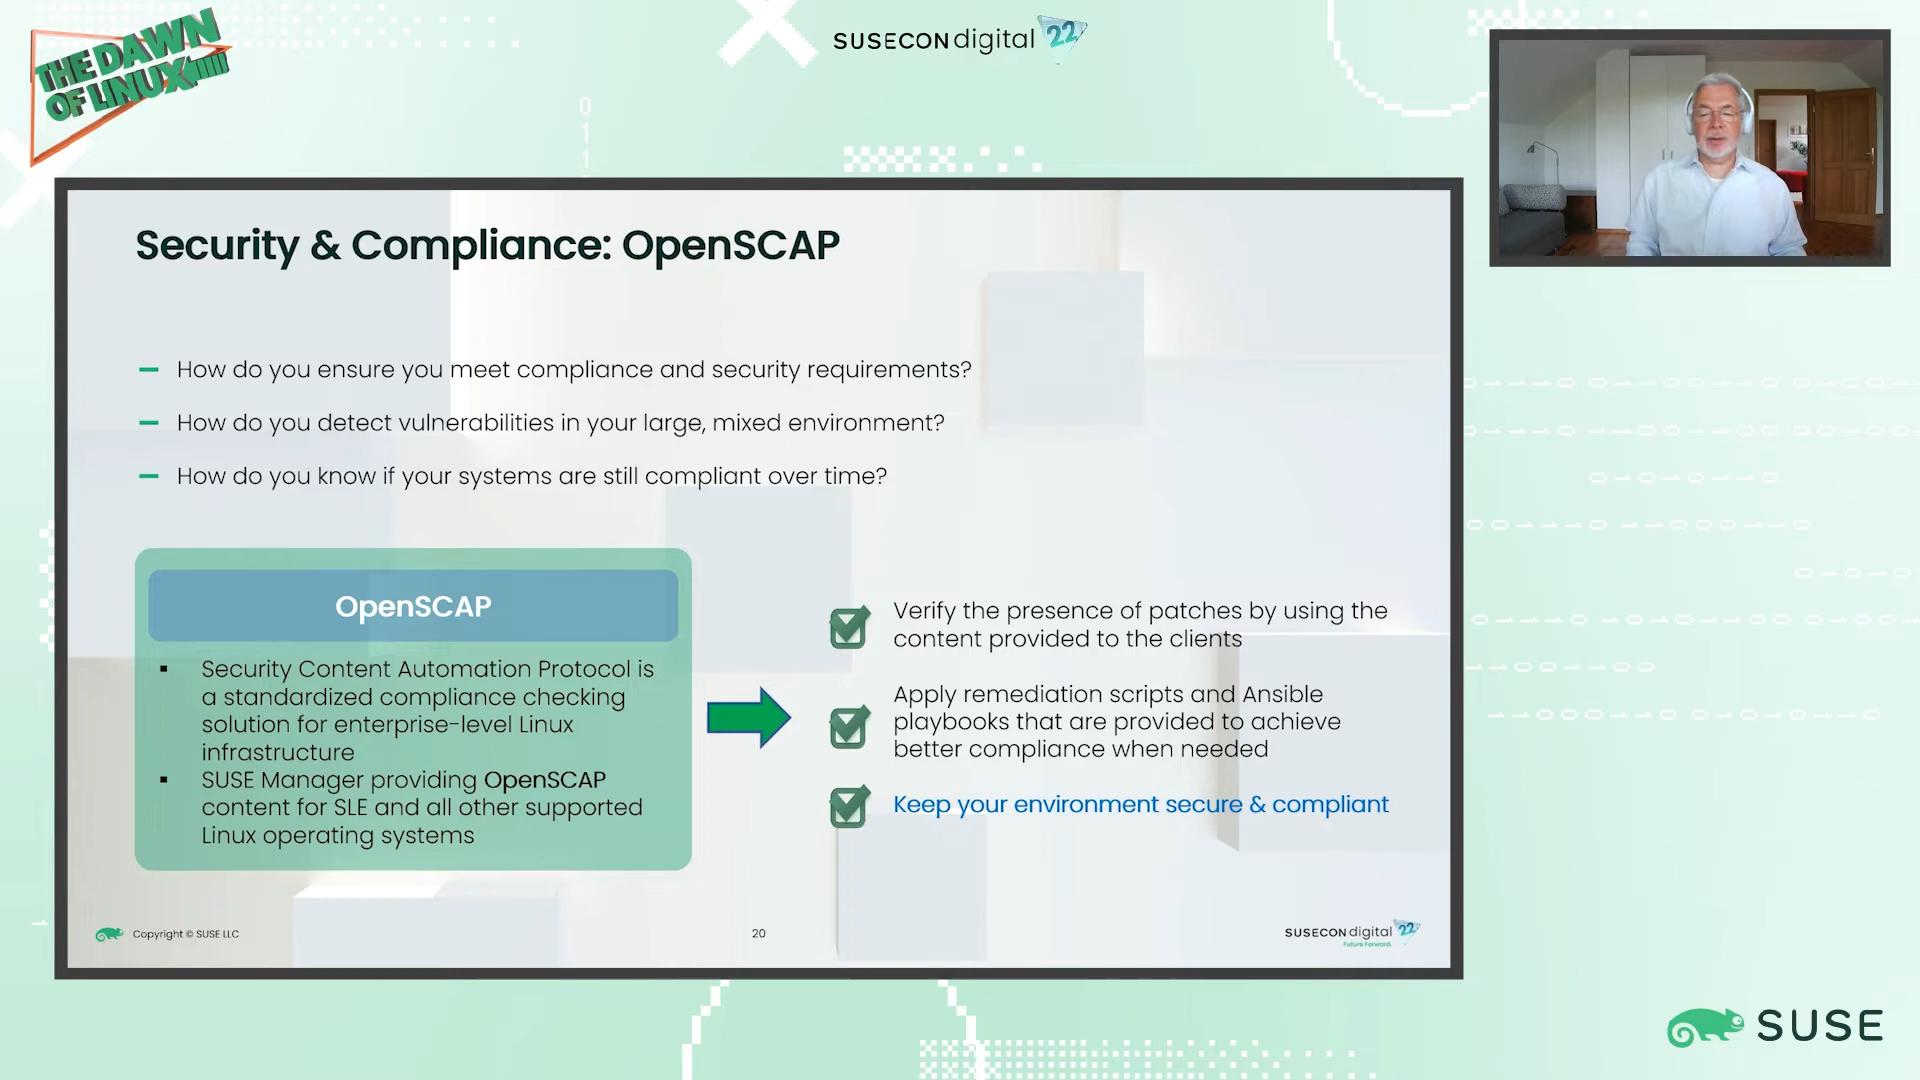 THE DAWN
OF LINUX
SUSECON digital 22
Security & Compliance: OpenSCAP
How do you ensure you meet compliance and security requirements?
How do you detect vulnerabilities in your large, mixed environment?
How do you know if your systems are still compliant over time?
OpenSCAP
Security Content Automation Protocol is
a standardized compliance checking
solution for enterprise-level Linux
infrastructure
SUSE Manager providing OpenSCAP
content for SLE and all other supported
Linux operating systems
Verify the presence of patches by using the
content provided to the clients
Apply remediation scripts and Ansible
playbooks that are provided to achieve
better compliance when needed
Keep your environment secure & compliant
Copyright © SUSE LLC
20
SUSECON digital 22
Future Forward.
SUSE